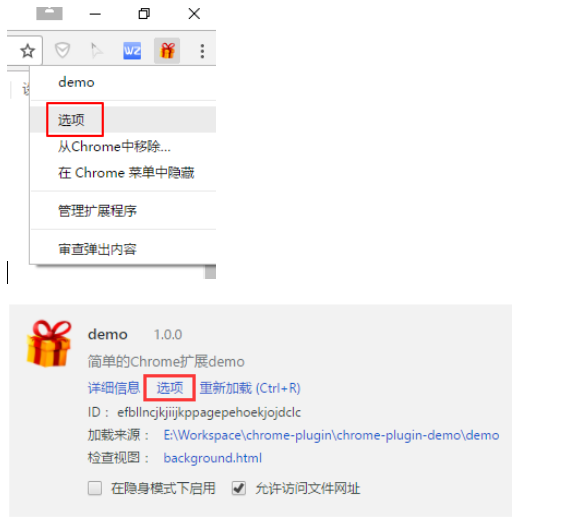 WZ
demo
选项
从Chrome中移除...
在 Chrome 菜单中隐藏
管理扩展程序
审查弹出内容
demo 1.0.0
简单的Chrome扩展demo
详细信息 选项 重新加载 (Ctrl+R)
ID： efbllncjkjiijkppagepehoekjojdclc
加载来源： E:\Workspace\chrome-plugin\chrome-plugin-demo\demo
检查视图： background.html
在隐身模式下启用 允许访问文件网址